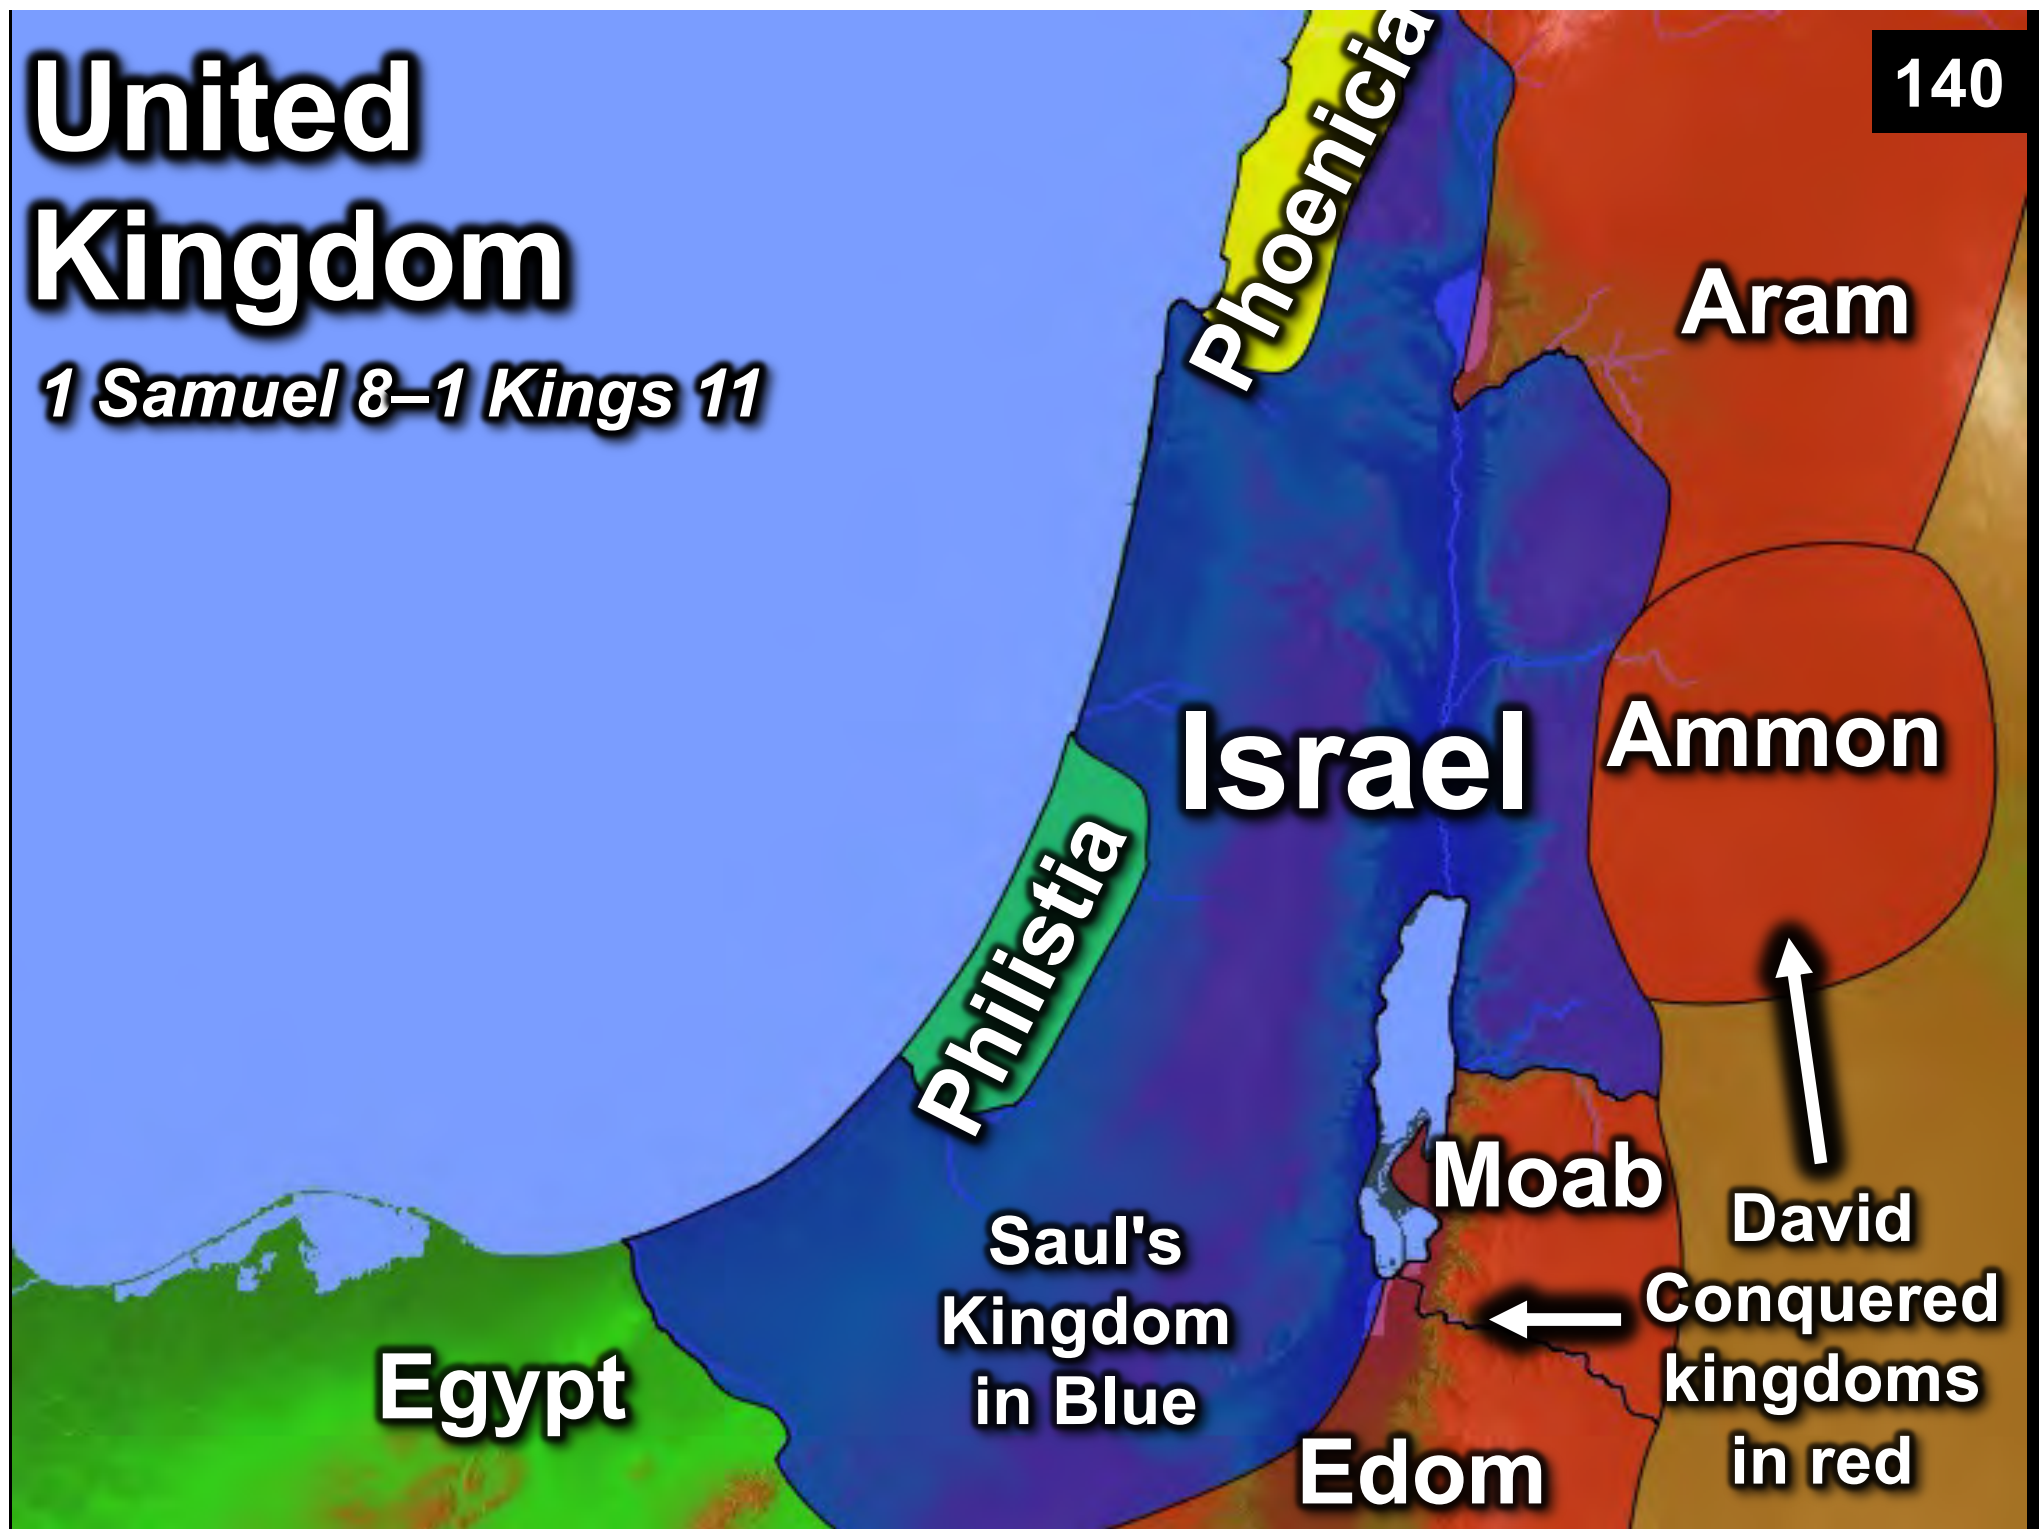 United
Kingdom
1 Samuel 8–1 Kings 11
140
Phoenicia
Aram
Israel
Ammon
Philistia
Moab
Saul's
Kingdom
in Blue
David
Conquered
kingdoms
in red
Egypt
Edom